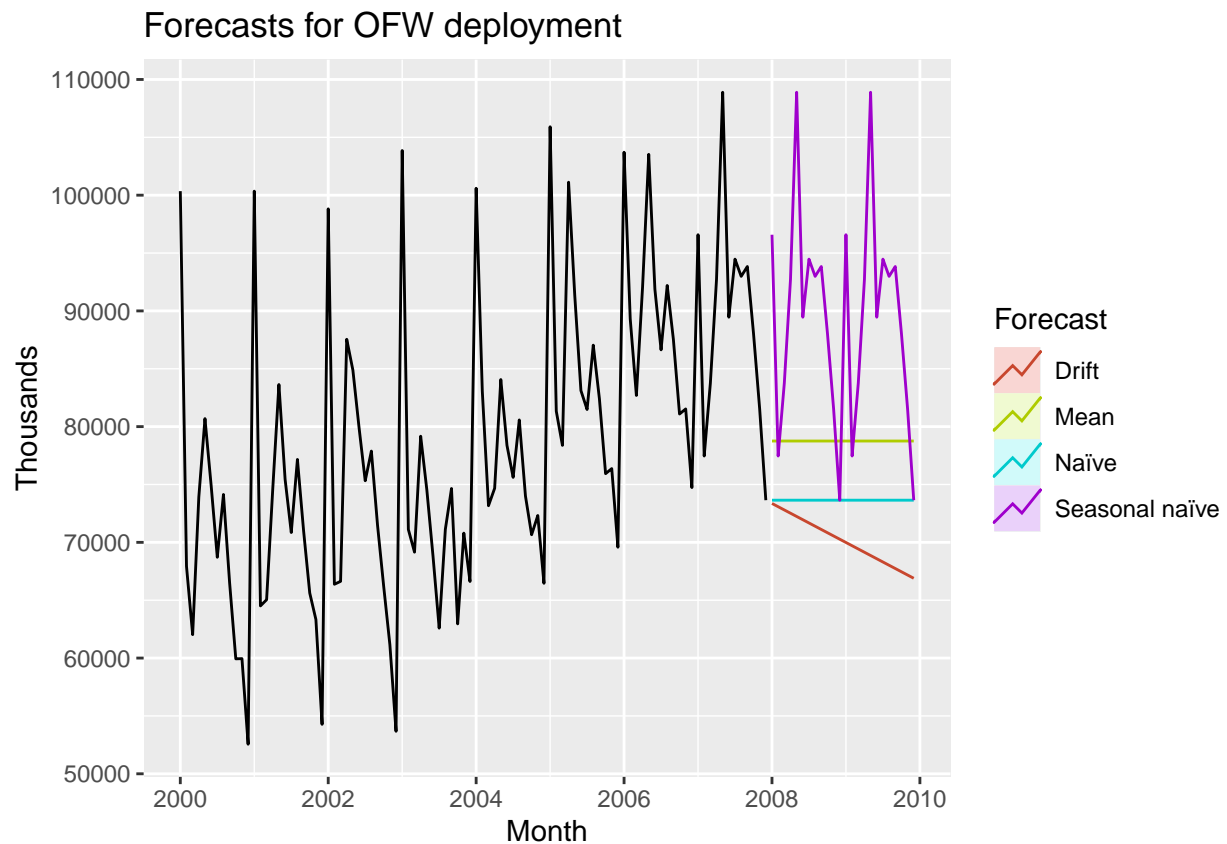 Forecasts for OFW deployment
110000
100000
90000
80000
70000
60000
50000
Thousands
2000
2002
2004
2006
2008
2010
Month
Forecast
Drift
Mean
Naïve
Seasonal naïve